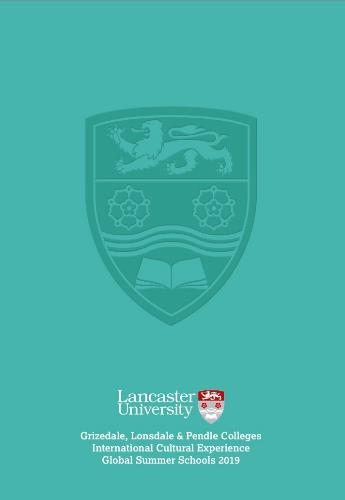 Lancaster
University
Grizedale, Lonsdale & Pendle Colleges
International Cultural Experience
Global Summer Schools 2019